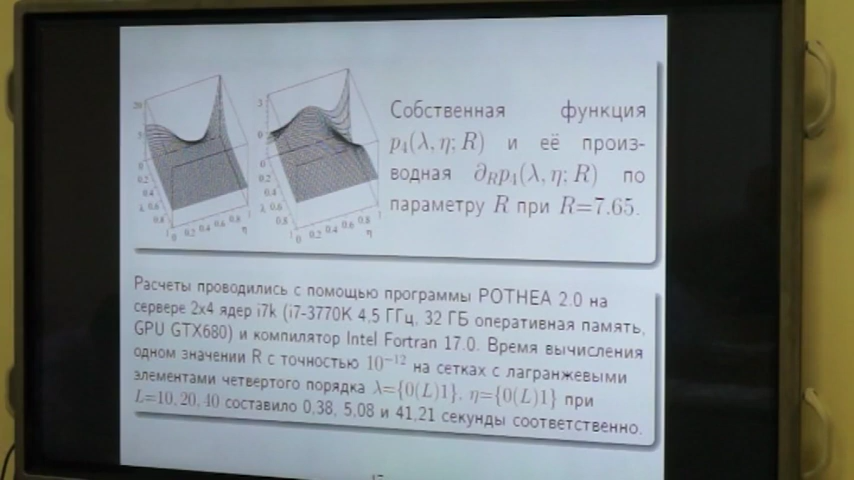 Собственная функция
p₄(λ, η; R) и её произ-
водная ∂_R p₄(λ, η; R) по
параметру R при R=7.65.
Расчеты проводились с помощью программы POTHEA 2.0 на
сервере 2x4 ядер i7k (i7-3770K 4,5 ГГц, 32 ГБ оперативная память,
GPU GTX680) и компилятор Intel Fortran 17.0. Время вычисления
одном значении R с точностью 10⁻¹² на сетках с лагранжевыми
элементами четвертого порядка λ={0(L)1}, η={0(L)1} при
L=10, 20, 40 составило 0,38, 5,08 и 41,21 секунды соответственно.